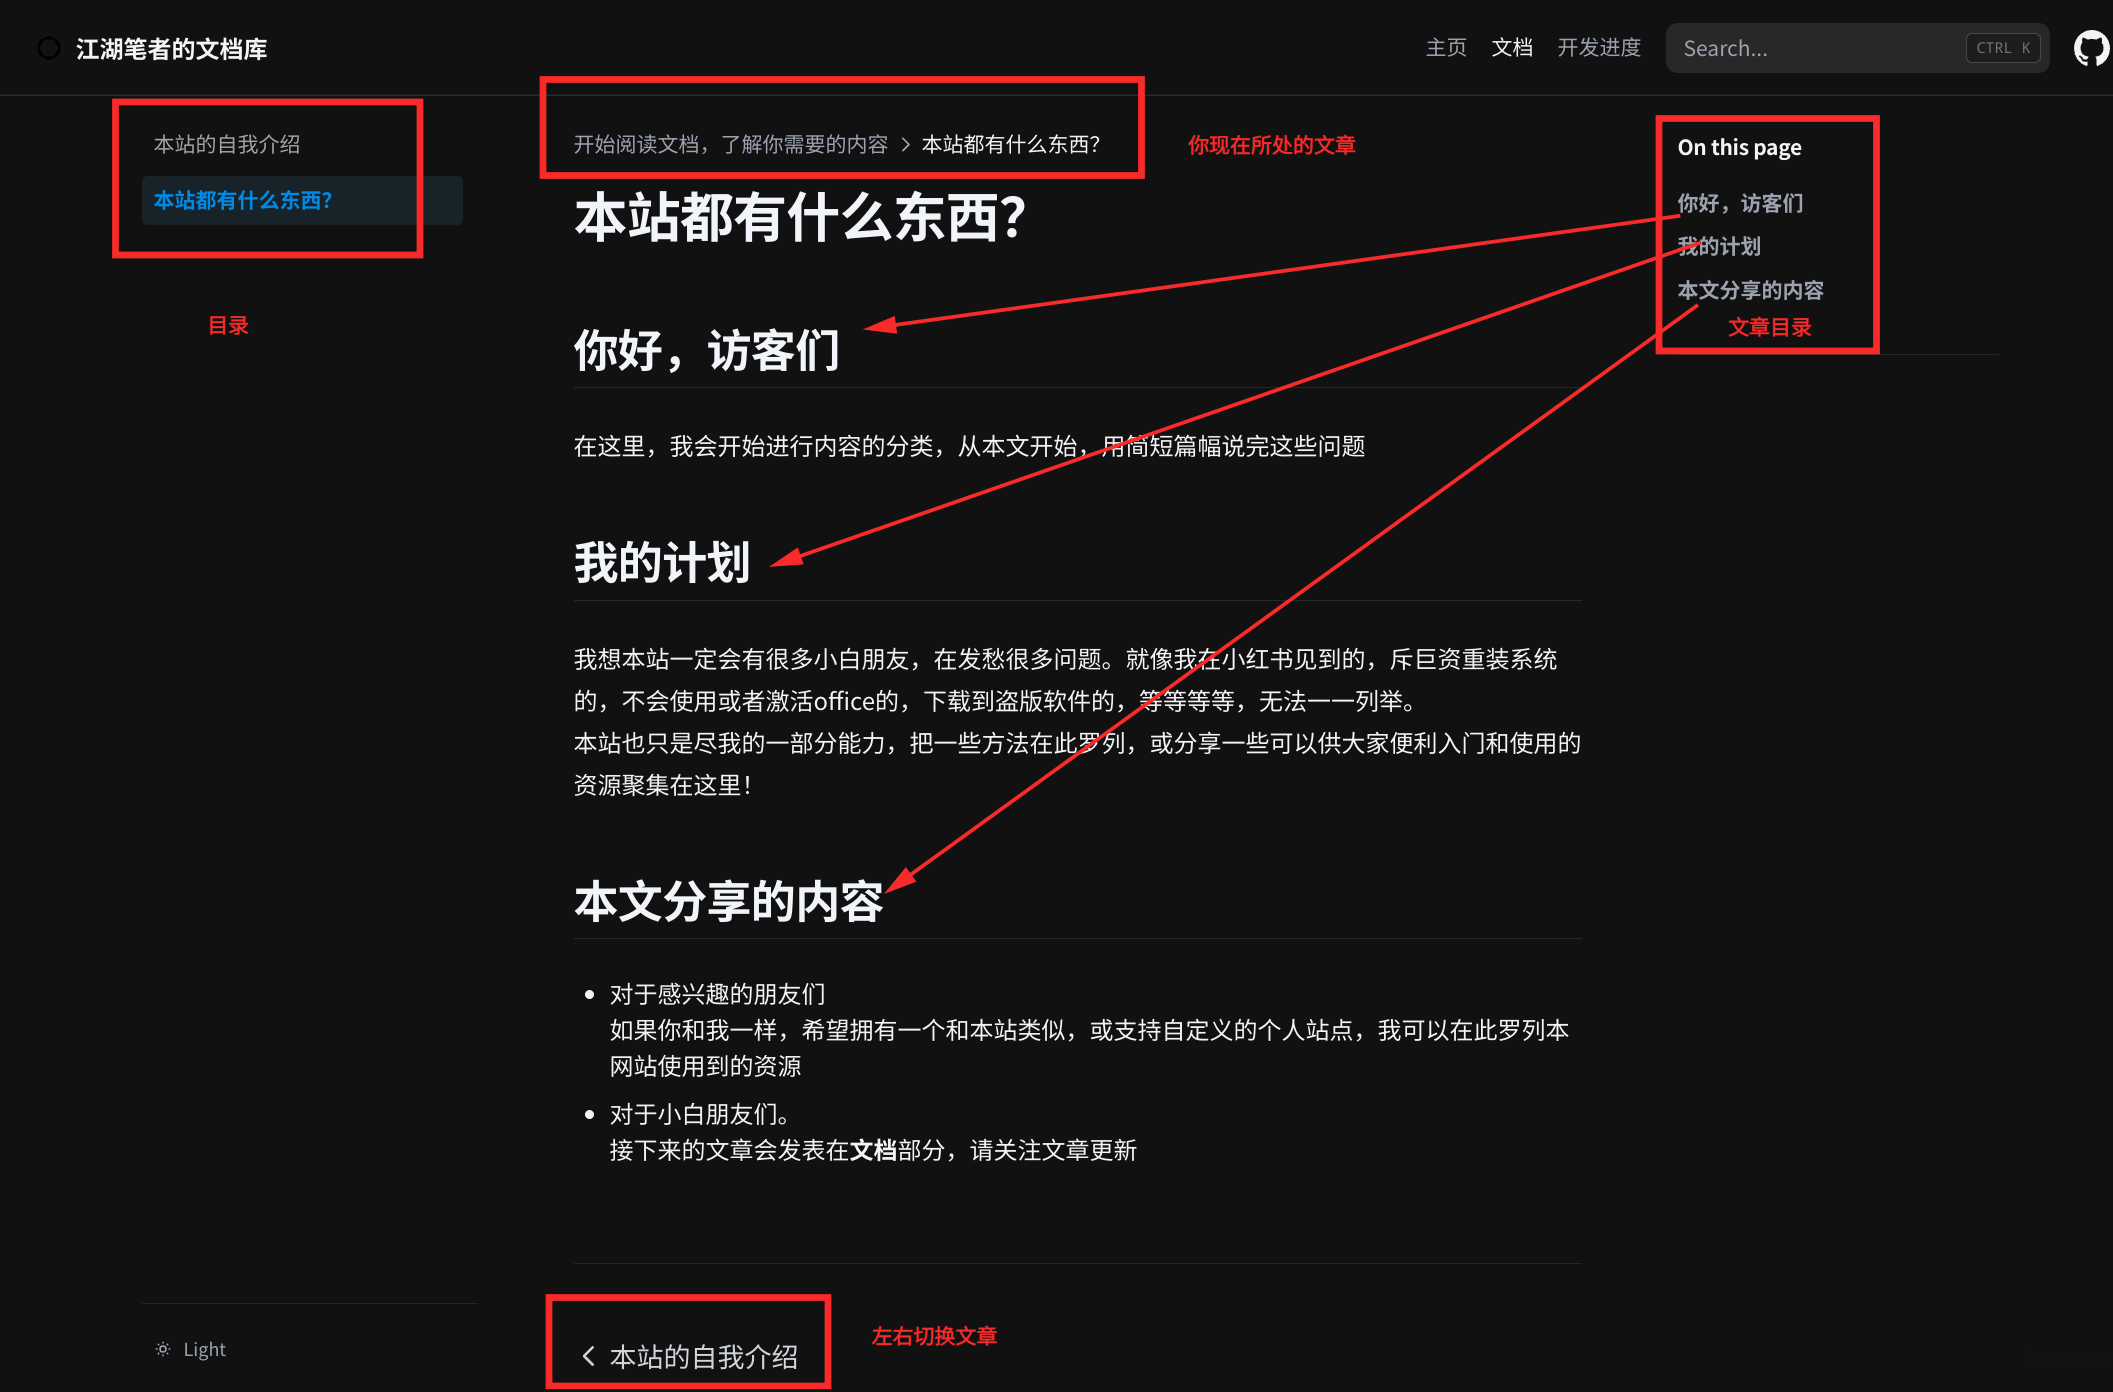 江湖笔者的文档库
主页 文档 开发进度 Search... CTRL K
本站的自我介绍
本站都有什么东西?
目录
开始阅读文档，了解你需要的内容 > 本站都有什么东西?
你现在所处的文章
本站都有什么东西?
你好，访客们
在这里，我会开始进行内容的分类，从本文开始，用简短篇幅说完这些问题
我的计划
我想本站一定会有很多小白朋友，在发愁很多问题。就像我在小红书见到的，斥巨资重装系统
的，不会使用或者激活office的，下载到盗版软件的，等等等等，无法一一列举。
本站也只是尽我的一部分能力，把一些方法在此罗列，或分享一些可以供大家便利入门和使用的
资源聚集在这里！
本文分享的内容
• 对于感兴趣的朋友们
如果你和我一样，希望拥有一个和本站类似，或支持自定义的个人站点，我可以在此罗列本
网站使用到的资源
• 对于小白朋友们。
接下来的文章会发表在文档部分，请关注文章更新
On this page
你好，访客们
我的计划
本文分享的内容
文章目录
Light
< 本站的自我介绍
左右切换文章